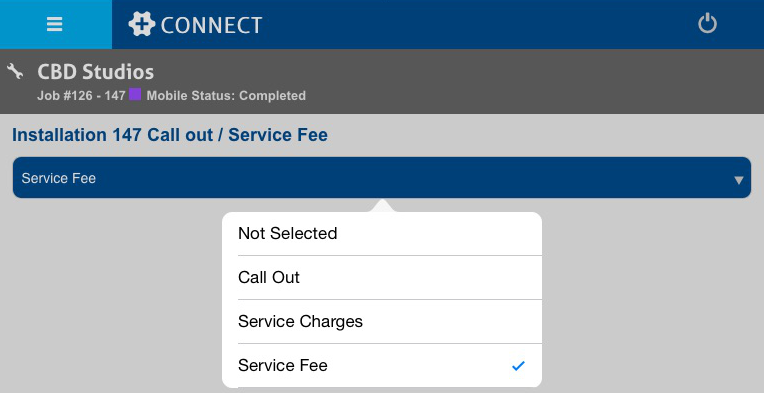 CONNECT
CBD Studios
Job #126 - 147 Mobile Status: Completed
Installation 147 Call out / Service Fee
Service Fee
Not Selected
Call Out
Service Charges
Service Fee